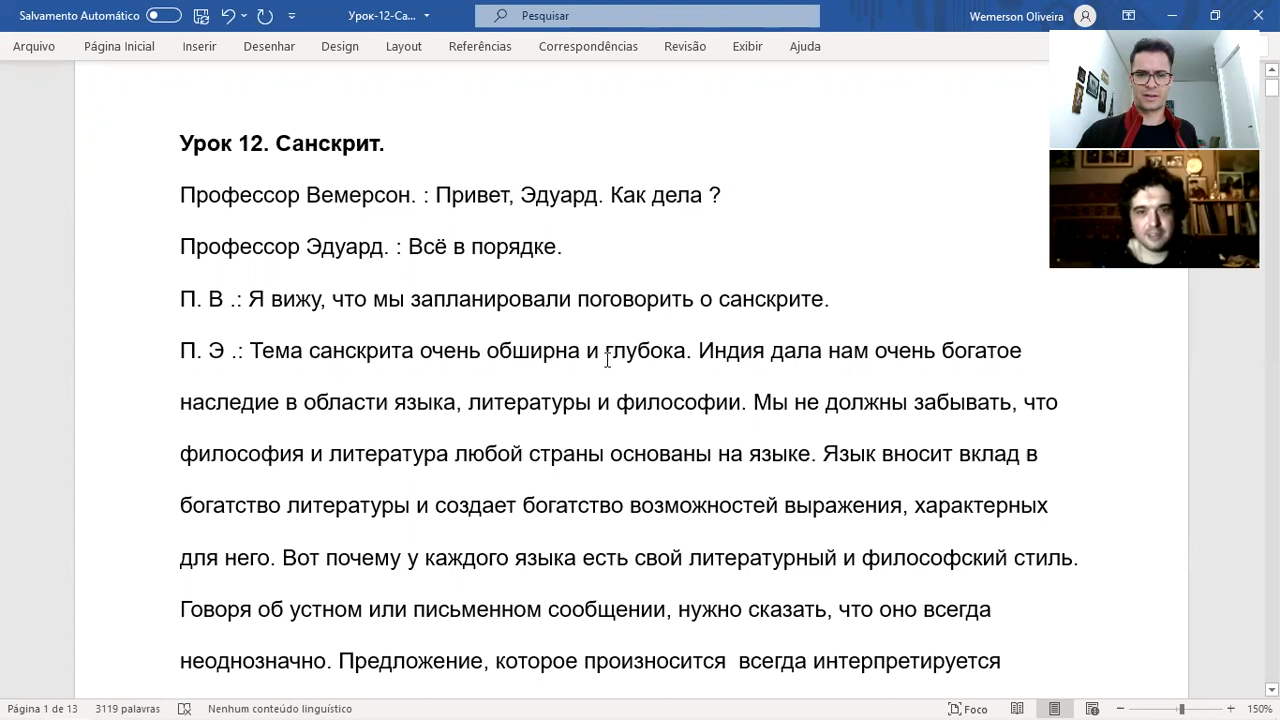 Salvamento Automático
Урок-12-Са...
Pesquisar
Wemerson Oliveira
Arquivo Página Inicial Inserir Desenhar Design Layout Referências Correspondências Revisão Exibir Ajuda
Урок 12. Санскрит.
Профессор Вемерсон. : Привет, Эдуард. Как дела ?
Профессор Эдуард. : Всё в порядке.
П. В .: Я вижу, что мы запланировали поговорить о санскрите.
П. Э .: Тема санскрита очень обширна и глубока. Индия дала нам очень богатое
наследие в области языка, литературы и философии. Мы не должны забывать, что
философия и литература любой страны основаны на языке. Язык вносит вклад в
богатство литературы и создает богатство возможностей выражения, характерных
для него. Вот почему у каждого языка есть свой литературный и философский стиль.
Говоря об устном или письменном сообщении, нужно сказать, что оно всегда
неоднозначно. Предложение, которое произносится  всегда интерпретируется
Página 1 de 13 3119 palavras Nenhum conteúdo linguístico Foco 150%